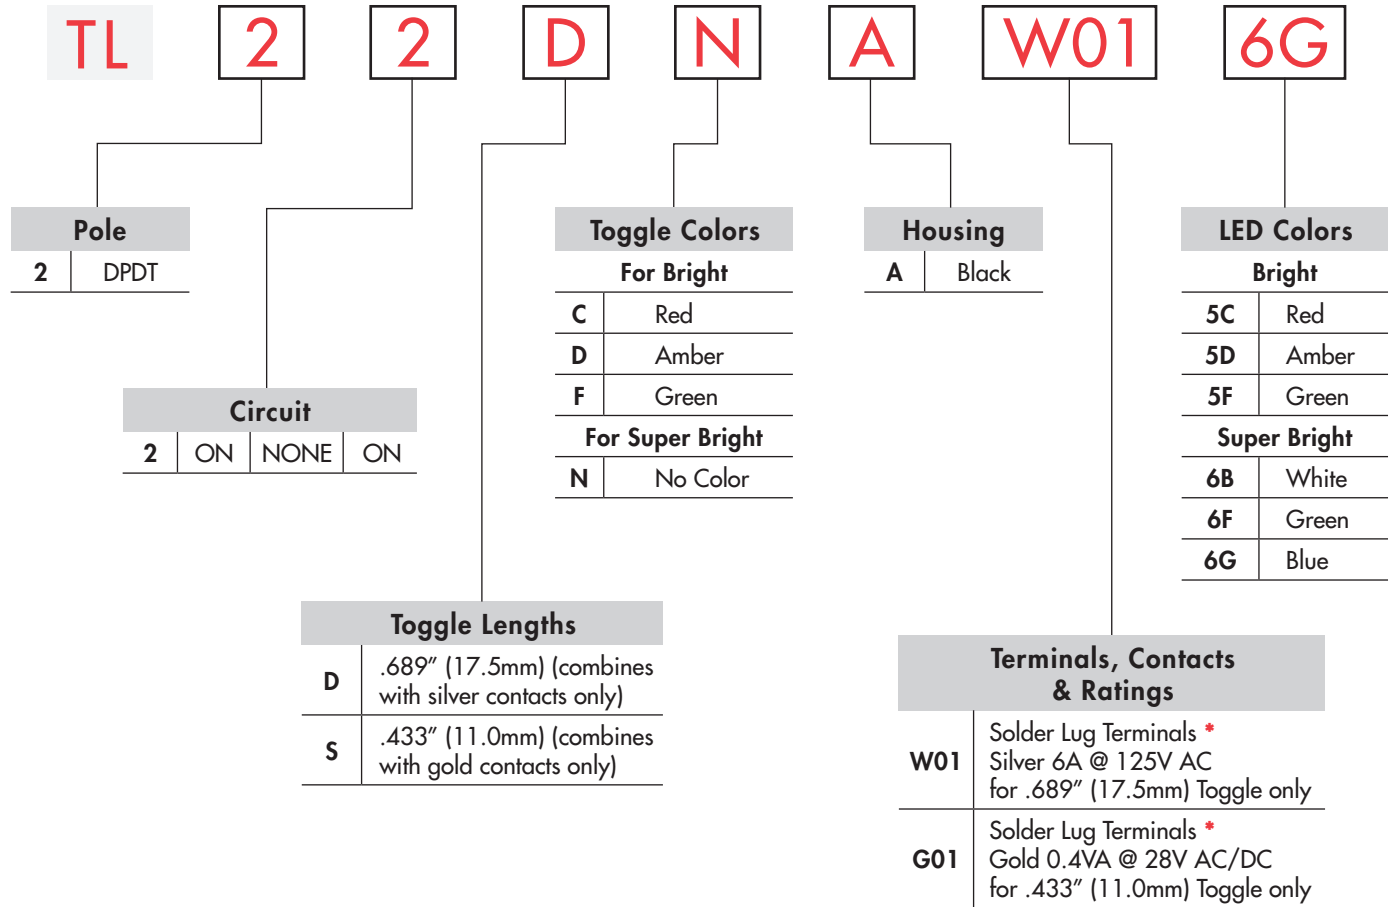 TL 2 2 D N A W01 6G
Pole
2 DPDT
Circuit
2 ON NONE ON
Toggle Lengths
D .689” (17.5mm) (combines
with silver contacts only)
S .433” (11.0mm) (combines
with gold contacts only)
Toggle Colors
For Bright
C Red
D Amber
F Green
For Super Bright
N No Color
Housing
A Black
Terminals, Contacts
& Ratings
Solder Lug Terminals *
W01 Silver 6A @ 125V AC
for .689” (17.5mm) Toggle only
Solder Lug Terminals *
G01 Gold 0.4VA @ 28V AC/DC
for .433” (11.0mm) Toggle only
LED Colors
Bright
5C Red
5D Amber
5F Green
Super Bright
6B White
6F Green
6G Blue